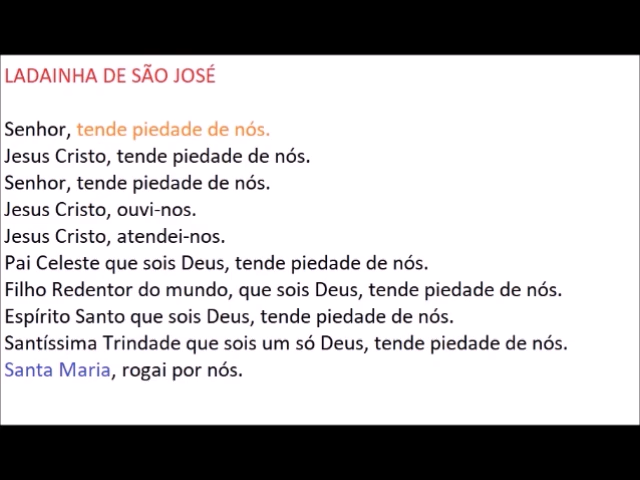 LADAINHA DE SÃO JOSÉ
Senhor, tende piedade de nós.
Jesus Cristo, tende piedade de nós.
Senhor, tende piedade de nós.
Jesus Cristo, ouvi-nos.
Jesus Cristo, atendei-nos.
Pai Celeste que sois Deus, tende piedade de nós.
Filho Redentor do mundo, que sois Deus, tende piedade de nós.
Espírito Santo que sois Deus, tende piedade de nós.
Santíssima Trindade que sois um só Deus, tende piedade de nós.
Santa Maria, rogai por nós.